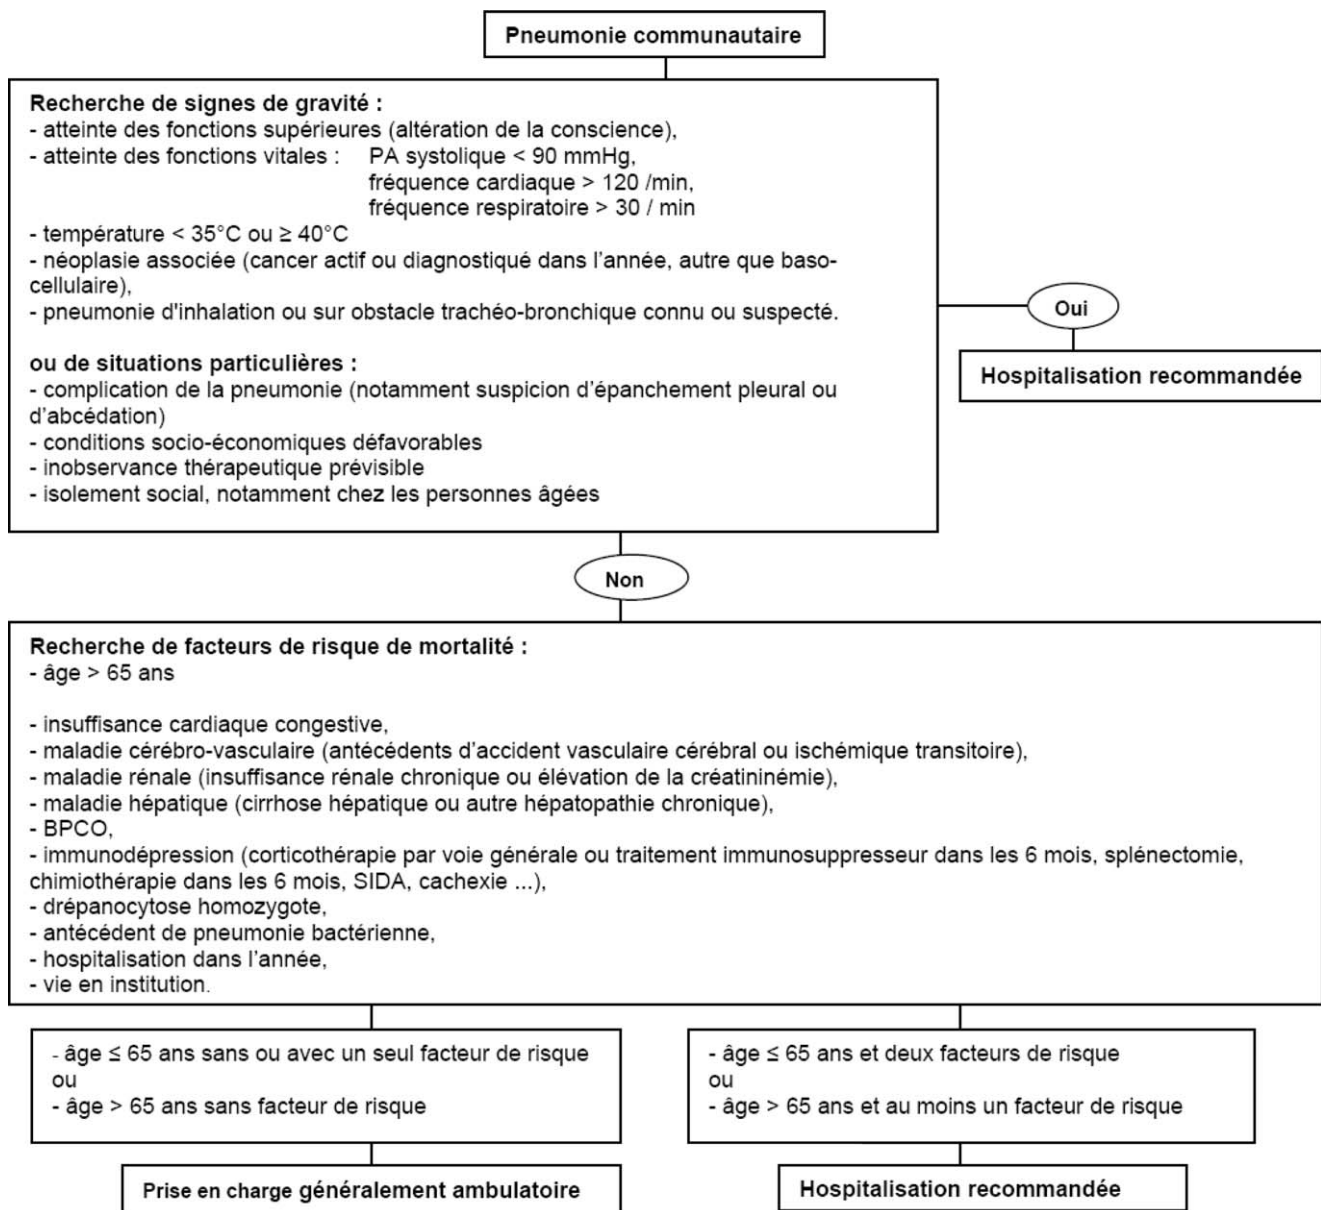 Pneumonie communautaire
Recherche de signes de gravité :
- atteinte des fonctions supérieures (altération de la conscience),
- atteinte des fonctions vitales : PA systolique < 90 mmHg,
fréquence cardiaque > 120 /min,
fréquence respiratoire > 30 / min
- température < 35°C ou ≥ 40°C
- néoplasie associée (cancer actif ou diagnostiqué dans l'année, autre que baso-
cellulaire),
- pneumonie d'inhalation ou sur obstacle trachéo-bronchique connu ou suspecté.
ou de situations particulières :
- complication de la pneumonie (notamment suspicion d'épanchement pleural ou
d'abcédation)
- conditions socio-économiques défavorables
- inobservance thérapeutique prévisible
- isolement social, notamment chez les personnes âgées
Oui
Hospitalisation recommandée
Non
Recherche de facteurs de risque de mortalité :
- âge > 65 ans
- insuffisance cardiaque congestive,
- maladie cérébro-vasculaire (antécédents d'accident vasculaire cérébral ou ischémique transitoire),
- maladie rénale (insuffisance rénale chronique ou élévation de la créatininémie),
- maladie hépatique (cirrhose hépatique ou autre hépatopathie chronique),
- BPCO,
- immunodépression (corticothérapie par voie générale ou traitement immunosuppresseur dans les 6 mois, splénectomie,
chimiothérapie dans les 6 mois, SIDA, cachexie ...),
- drépanocytose homozygote,
- antécédent de pneumonie bactérienne,
- hospitalisation dans l'année,
- vie en institution.
- âge ≤ 65 ans sans ou avec un seul facteur de risque
ou
- âge > 65 ans sans facteur de risque
Prise en charge généralement ambulatoire
- âge ≤ 65 ans et deux facteurs de risque
ou
- âge > 65 ans et au moins un facteur de risque
Hospitalisation recommandée